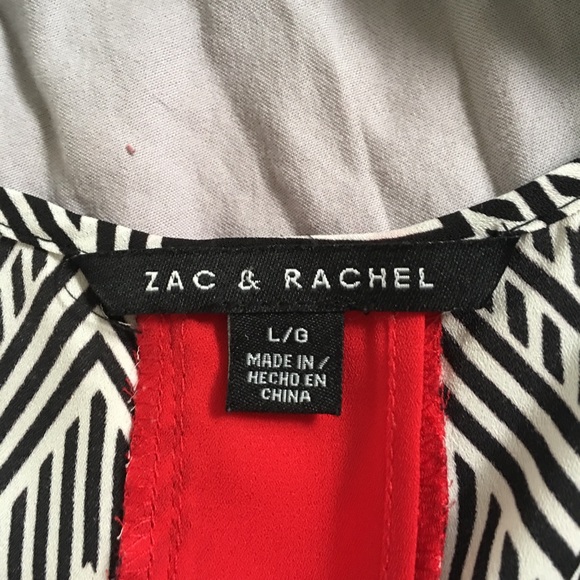 ZAC & RACHEL
L/G
MADE IN/
HECHO EN
CHINA